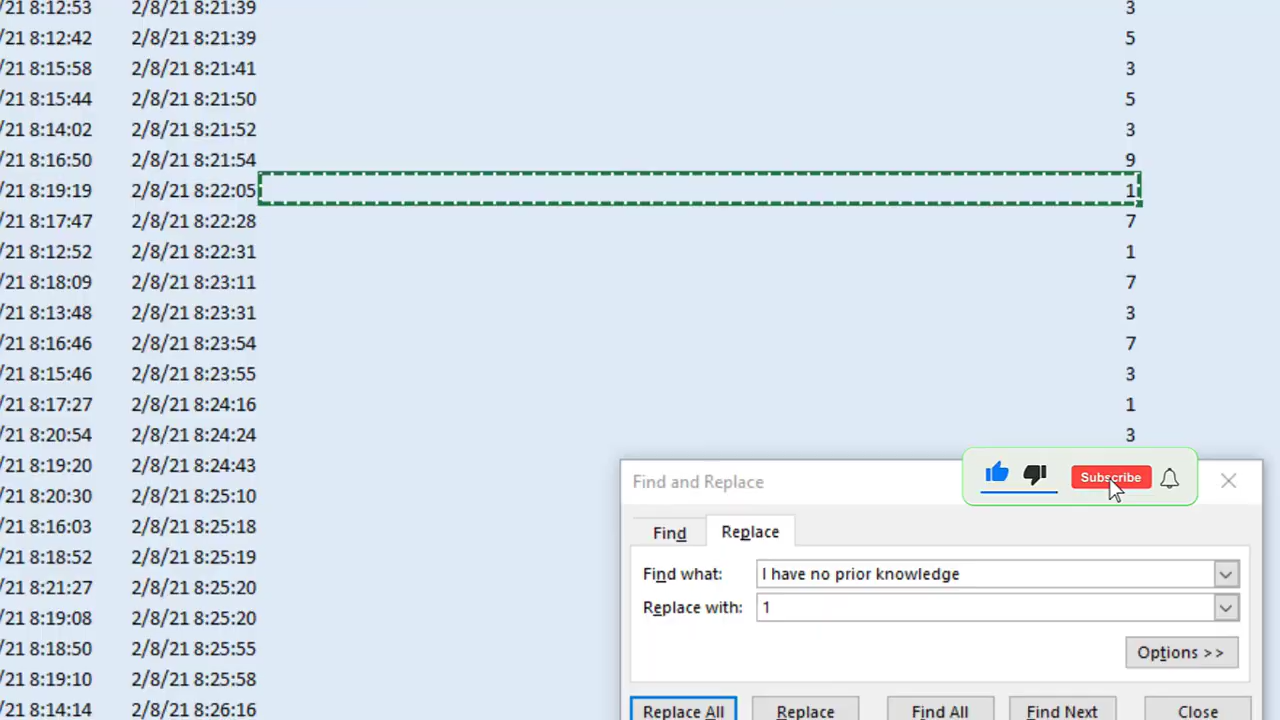 /21 8:12:53 2/8/21 8:21:39 3
/21 8:12:42 2/8/21 8:21:39 5
/21 8:15:58 2/8/21 8:21:41 3
/21 8:15:44 2/8/21 8:21:50 5
/21 8:14:02 2/8/21 8:21:52 3
/21 8:16:50 2/8/21 8:21:54 9
/21 8:19:19 2/8/21 8:22:05 1
/21 8:17:47 2/8/21 8:22:28 7
/21 8:12:52 2/8/21 8:22:31 1
/21 8:18:09 2/8/21 8:23:11 7
/21 8:13:48 2/8/21 8:23:31 3
/21 8:16:46 2/8/21 8:23:54 7
/21 8:15:46 2/8/21 8:23:55 3
/21 8:17:27 2/8/21 8:24:16 1
/21 8:20:54 2/8/21 8:24:24 3
/21 8:19:20 2/8/21 8:24:43
/21 8:20:30 2/8/21 8:25:10
/21 8:16:03 2/8/21 8:25:18
/21 8:18:52 2/8/21 8:25:19
/21 8:21:27 2/8/21 8:25:20
/21 8:19:08 2/8/21 8:25:20
/21 8:18:50 2/8/21 8:25:55
/21 8:19:10 2/8/21 8:25:58
/21 8:14:14 2/8/21 8:26:16
Find and Replace
Subscribe
Find Replace
Find what: I have no prior knowledge
Replace with: 1
Options >>
Replace All Replace Find All Find Next Close